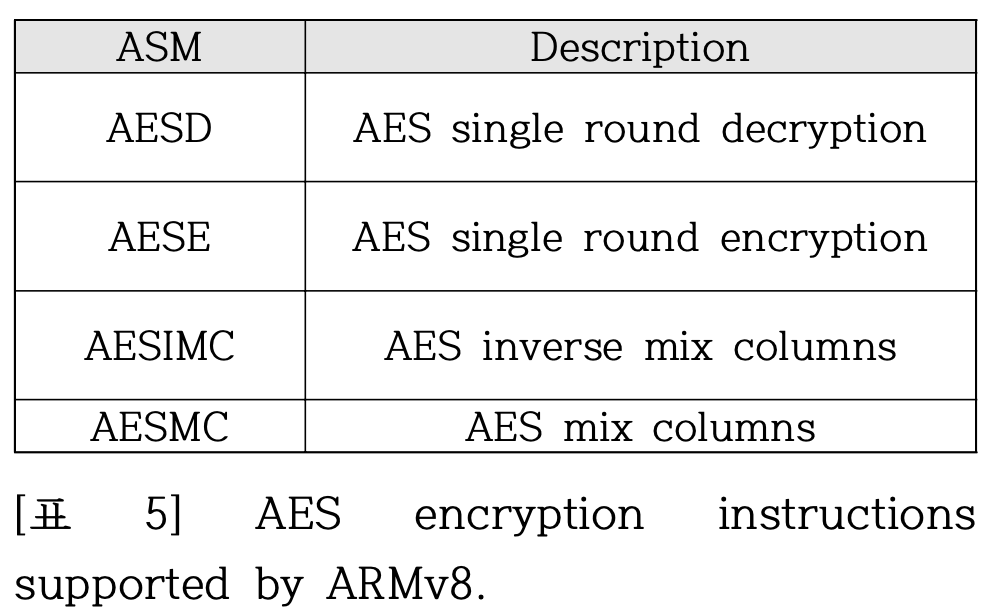 ASM Description
AESD AES single round decryption
AESE AES single round encryption
AESIMC AES inverse mix columns
AESMC AES mix columns
[표 5] AES encryption instructions
supported by ARMv8.